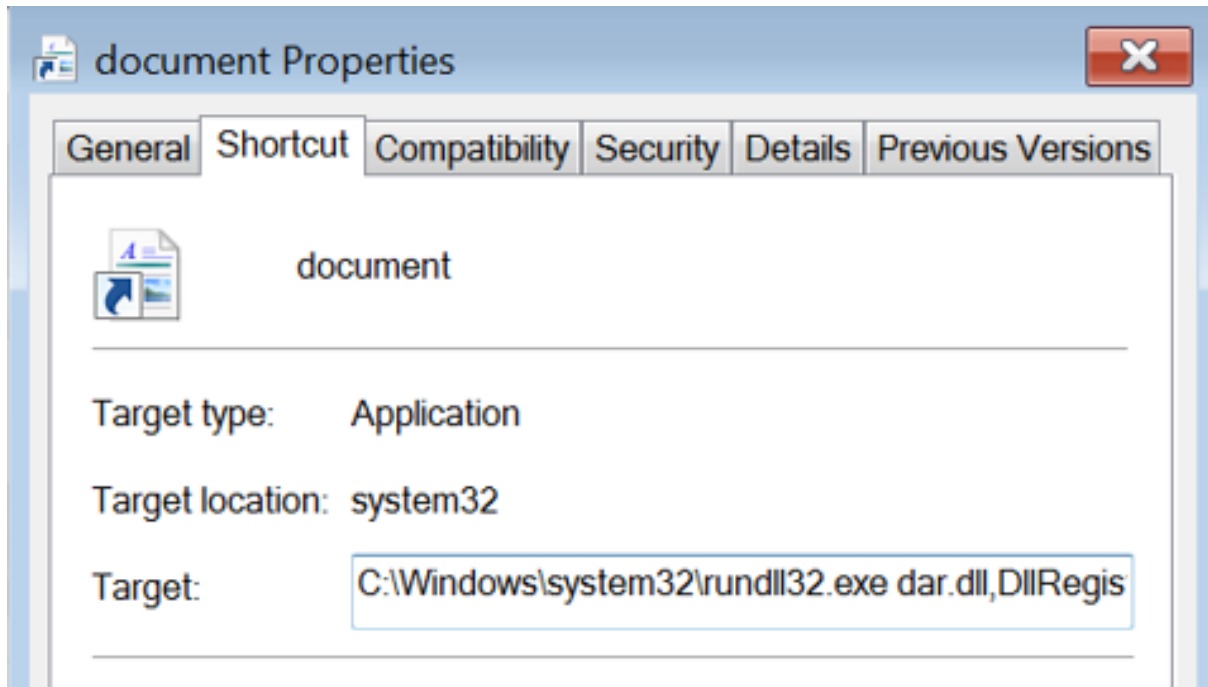 document Properties
General Shortcut Compatibility Security Details Previous Versions
document
Target type: Application
Target location: system32
Target: C:\Windows\system32\rundll32.exe dar.dll,DllRegis